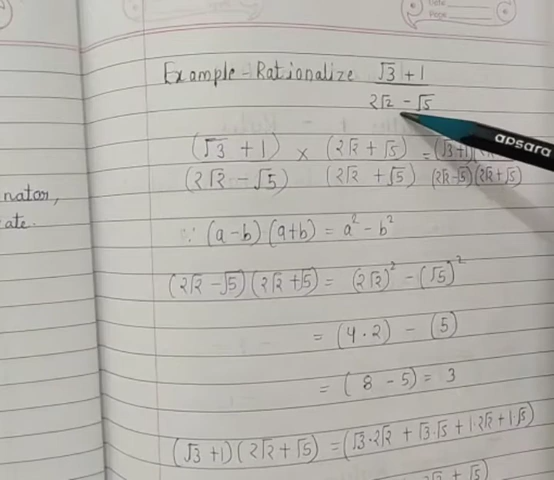 Date
Page
Example - Rationalize (√3 + 1)/(2√2 - √5)
apsara
(√3 + 1)/(2√2 - √5) × (2√2 + √5)/(2√2 + √5) = (√3+1)/(2√2-√5)(2√2+√5)
nator,
ate.
∵ (a-b) (a+b) = a² - b²
(2√2 - √5)(2√2 + √5) = (2√2)² - (√5)²
= (4·2) - (5)
= (8 - 5) = 3
(√3 + 1) (2√2 + √5) = (√3·2√2 + √3·√5 + 1·2√2 + 1·√5)
+ √5)